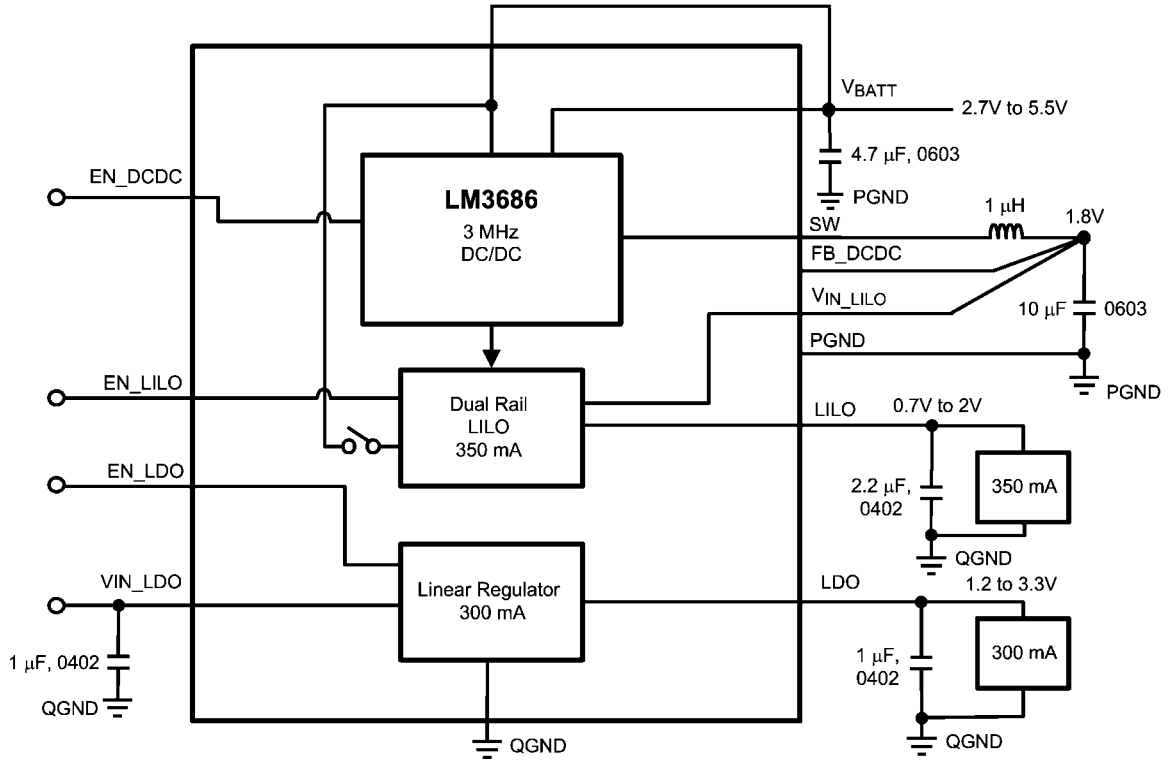 VBATT
2.7V to 5.5V
4.7 μF, 0603
PGND
EN_DCDC
LM3686
3 MHz
DC/DC
SW
1 μH
1.8V
FB_DCDC
VIN_LILO
10 μF
0603
PGND
PGND
EN_LILO
Dual Rail
LILO
350 mA
LILO
0.7V to 2V
2.2 μF,
0402
350 mA
QGND
EN_LDO
VIN_LDO
1 μF, 0402
QGND
Linear Regulator
300 mA
QGND
LDO
1.2 to 3.3V
1 μF,
0402
300 mA
QGND